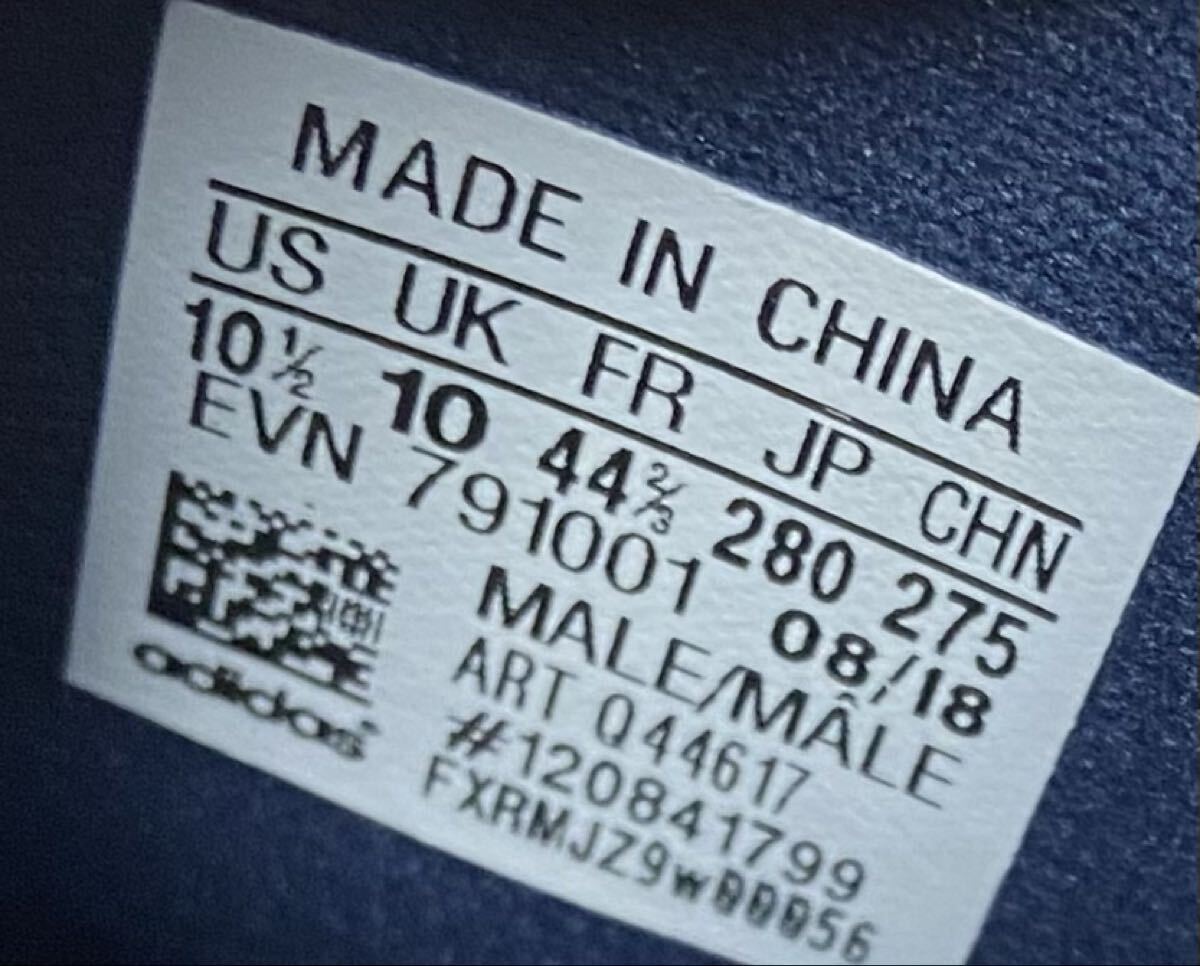 MADE IN CHINA
US UK FR JP CHN
10½ 10 44⅔ 280 275
EVN 791001 08/18
MALE/MÂLE
ART Q44617
#120841799
FXRMJZ9W00056
adidas